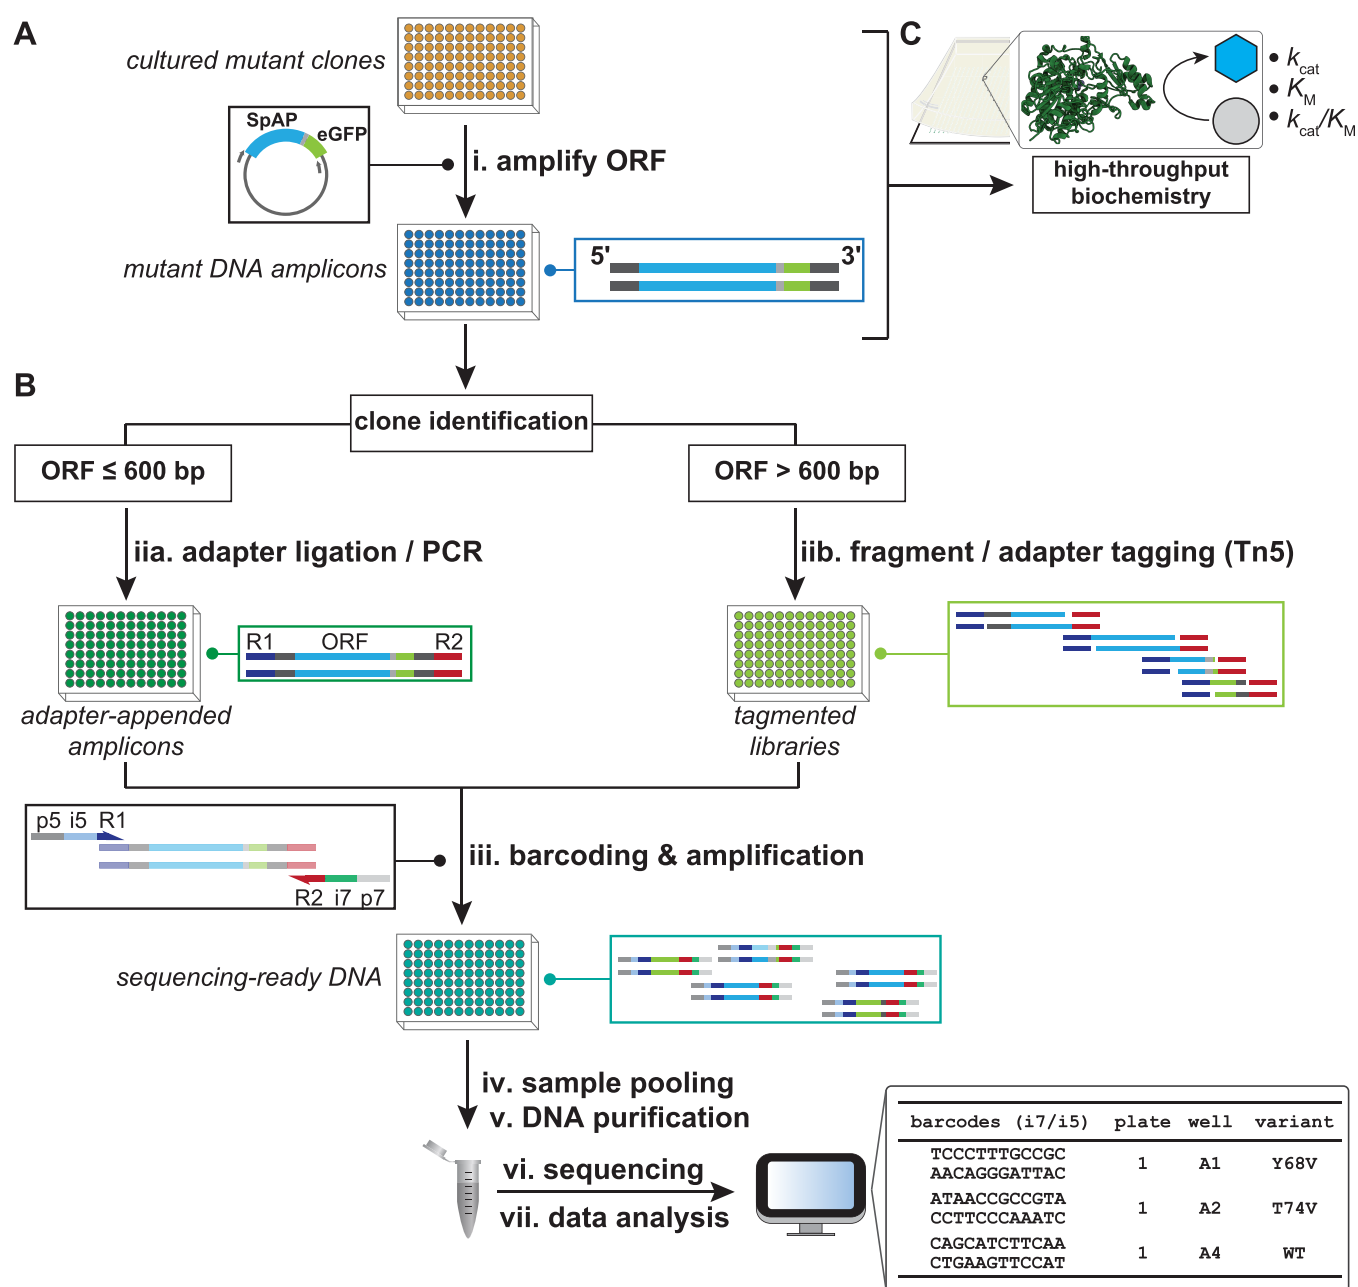 A
cultured mutant clones
SpAP
eGFP
i. amplify ORF
mutant DNA amplicons
5'
3'
C
k cat
K M
k cat/K M
high-throughput
biochemistry
B
clone identification
ORF ≤ 600 bp
ORF > 600 bp
iia. adapter ligation / PCR
iib. fragment / adapter tagging (Tn5)
R1 ORF R2
adapter-appended
amplicons
tagmented
libraries
p5 i5 R1
R2 i7 p7
iii. barcoding & amplification
sequencing-ready DNA
iv. sample pooling
v. DNA purification
vi. sequencing
vii. data analysis
barcodes (i7/i5) plate well variant
TCCCTTTGCCGC
AACAGGGATTAC
1 A1 Y68V
ATAACCGCCGTA
CCTTCCCAAATC
1 A2 T74V
CAGCATCTTCAA
CTGAAGTTCCAT
1 A4 WT